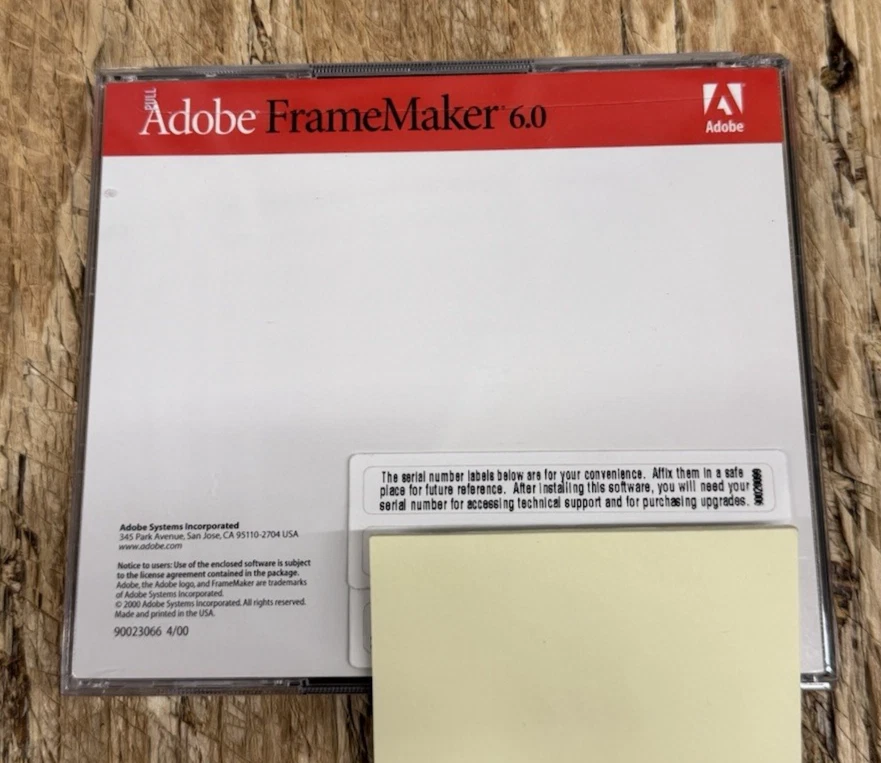 PULL
Adobe FrameMaker 6.0
Adobe
The serial number labels below are for your convenience. Affix them in a safe
place for future reference. After installing this software, you will need your
serial number for accessing technical support and for purchasing upgrades.
Adobe Systems Incorporated
345 Park Avenue, San Jose, CA 95110-2704 USA
www.adobe.com
Notice to users: Use of the enclosed software is subject
to the license agreement contained in the package.
Adobe, the Adobe logo, and FrameMaker are trademarks
of Adobe Systems Incorporated.
© 2000 Adobe Systems Incorporated. All rights reserved.
Made and printed in the USA.
90023066 4/00